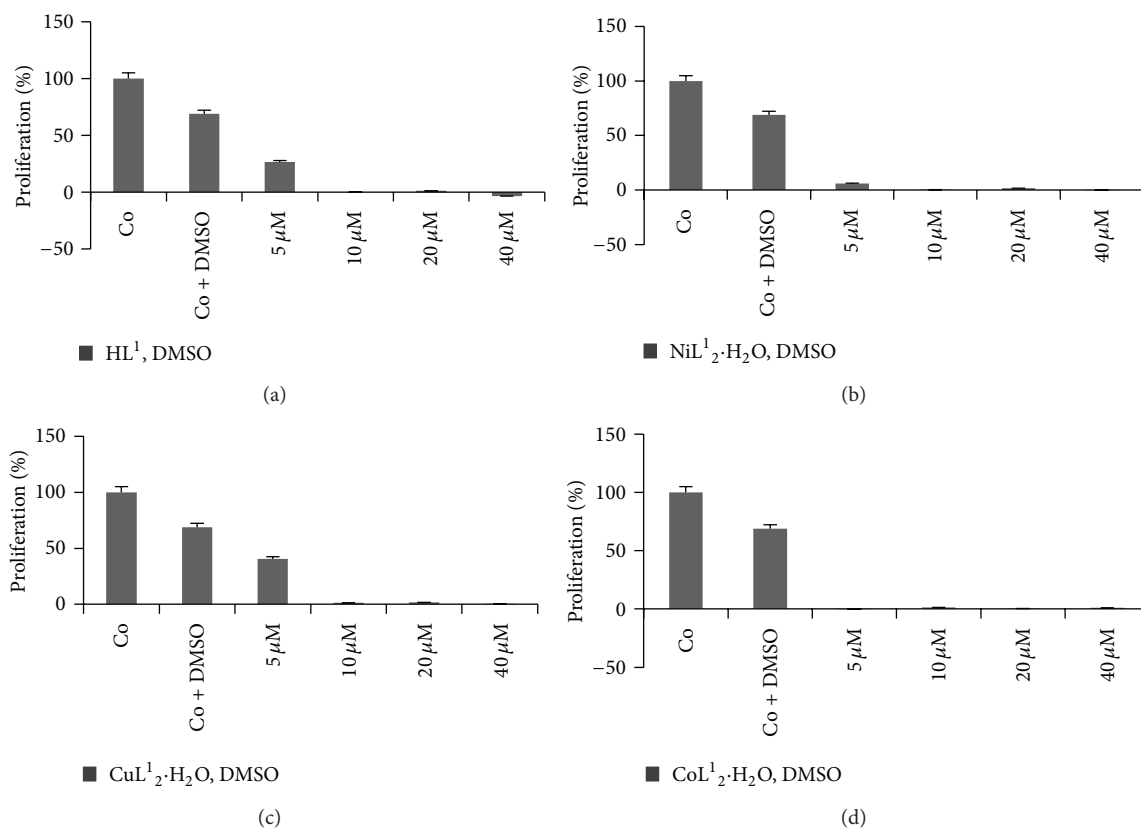 150
100
50
0
−50
Proliferation (%)
Co
Co + DMSO
5 μM
10 μM
20 μM
40 μM
HL¹, DMSO
(a)
150
100
50
0
−50
Proliferation (%)
Co
Co + DMSO
5 μM
10 μM
20 μM
40 μM
NiL¹₂·H₂O, DMSO
(b)
150
100
50
0
Proliferation (%)
Co
Co + DMSO
5 μM
10 μM
20 μM
40 μM
CuL¹₂·H₂O, DMSO
(c)
150
100
50
0
−50
Proliferation (%)
Co
Co + DMSO
5 μM
10 μM
20 μM
40 μM
CoL¹₂·H₂O, DMSO
(d)